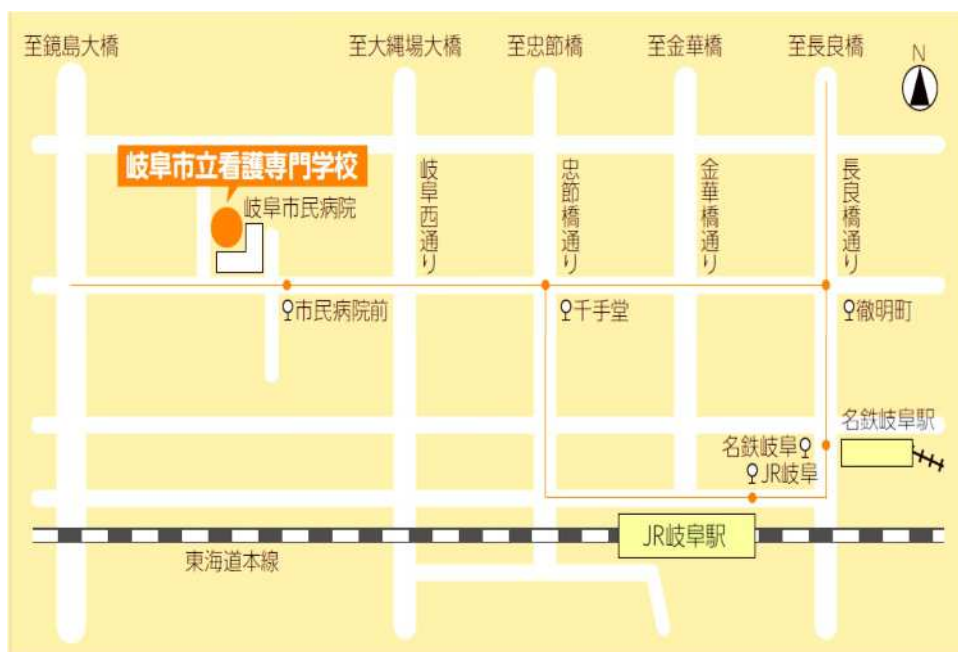 至鏡島大橋
至大縄場大橋
至忠節橋
至金華橋
至長良橋
N
岐阜市立看護専門学校
岐阜市民病院
岐阜西通り
忠節橋通り
金華橋通り
長良橋通り
市民病院前
千手堂
徹明町
名鉄岐阜駅
名鉄岐阜
JR岐阜
JR岐阜駅
東海道本線